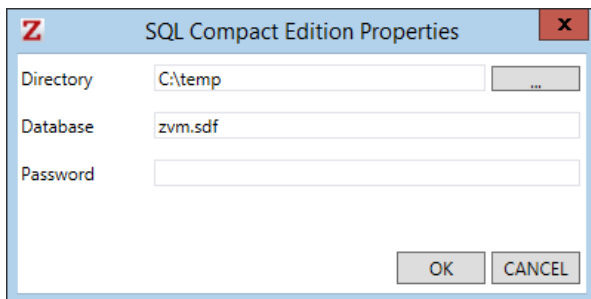 Z SQL Compact Edition Properties x
Directory C:\temp ...
Database zvm.sdf
Password
OK CANCEL